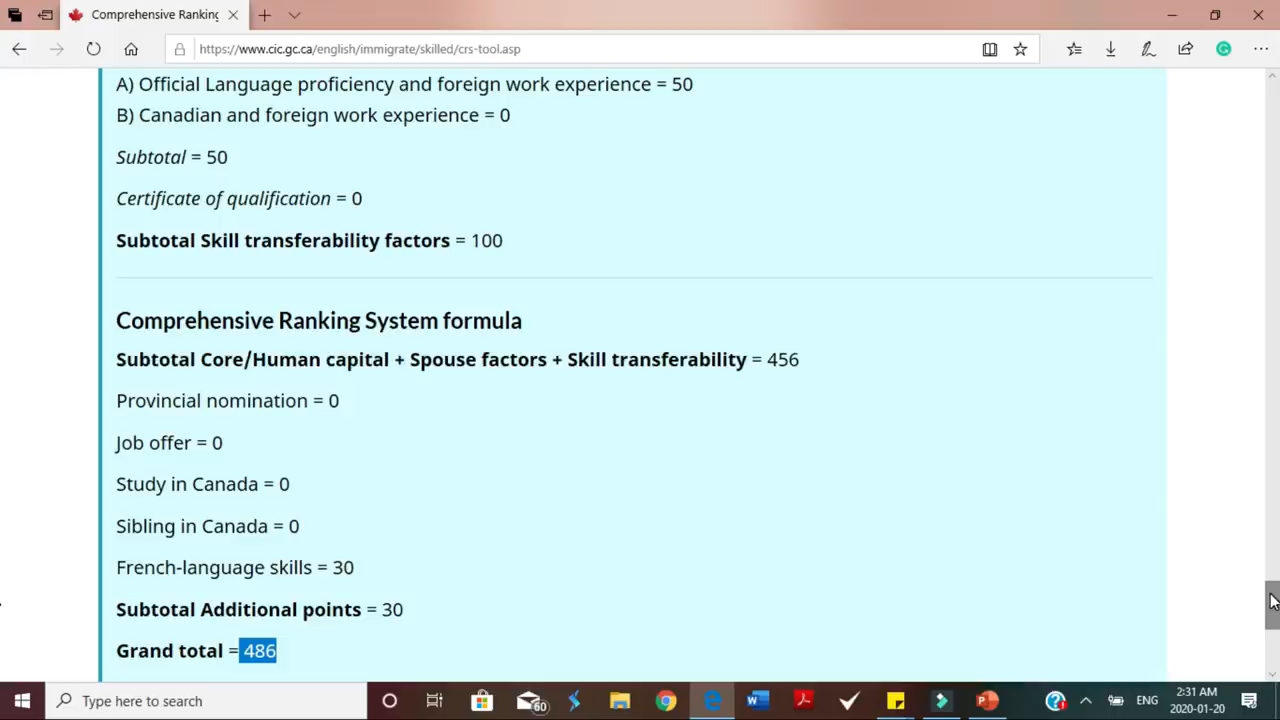 Comprehensive Ranking
https://www.cic.gc.ca/english/immigrate/skilled/crs-tool.asp
A) Official Language proficiency and foreign work experience = 50
B) Canadian and foreign work experience = 0
Subtotal = 50
Certificate of qualification = 0
Subtotal Skill transferability factors = 100
Comprehensive Ranking System formula
Subtotal Core/Human capital + Spouse factors + Skill transferability = 456
Provincial nomination = 0
Job offer = 0
Study in Canada = 0
Sibling in Canada = 0
French-language skills = 30
Subtotal Additional points = 30
Grand total = 486
Type here to search
60
ENG
2:31 AM
2020-01-20